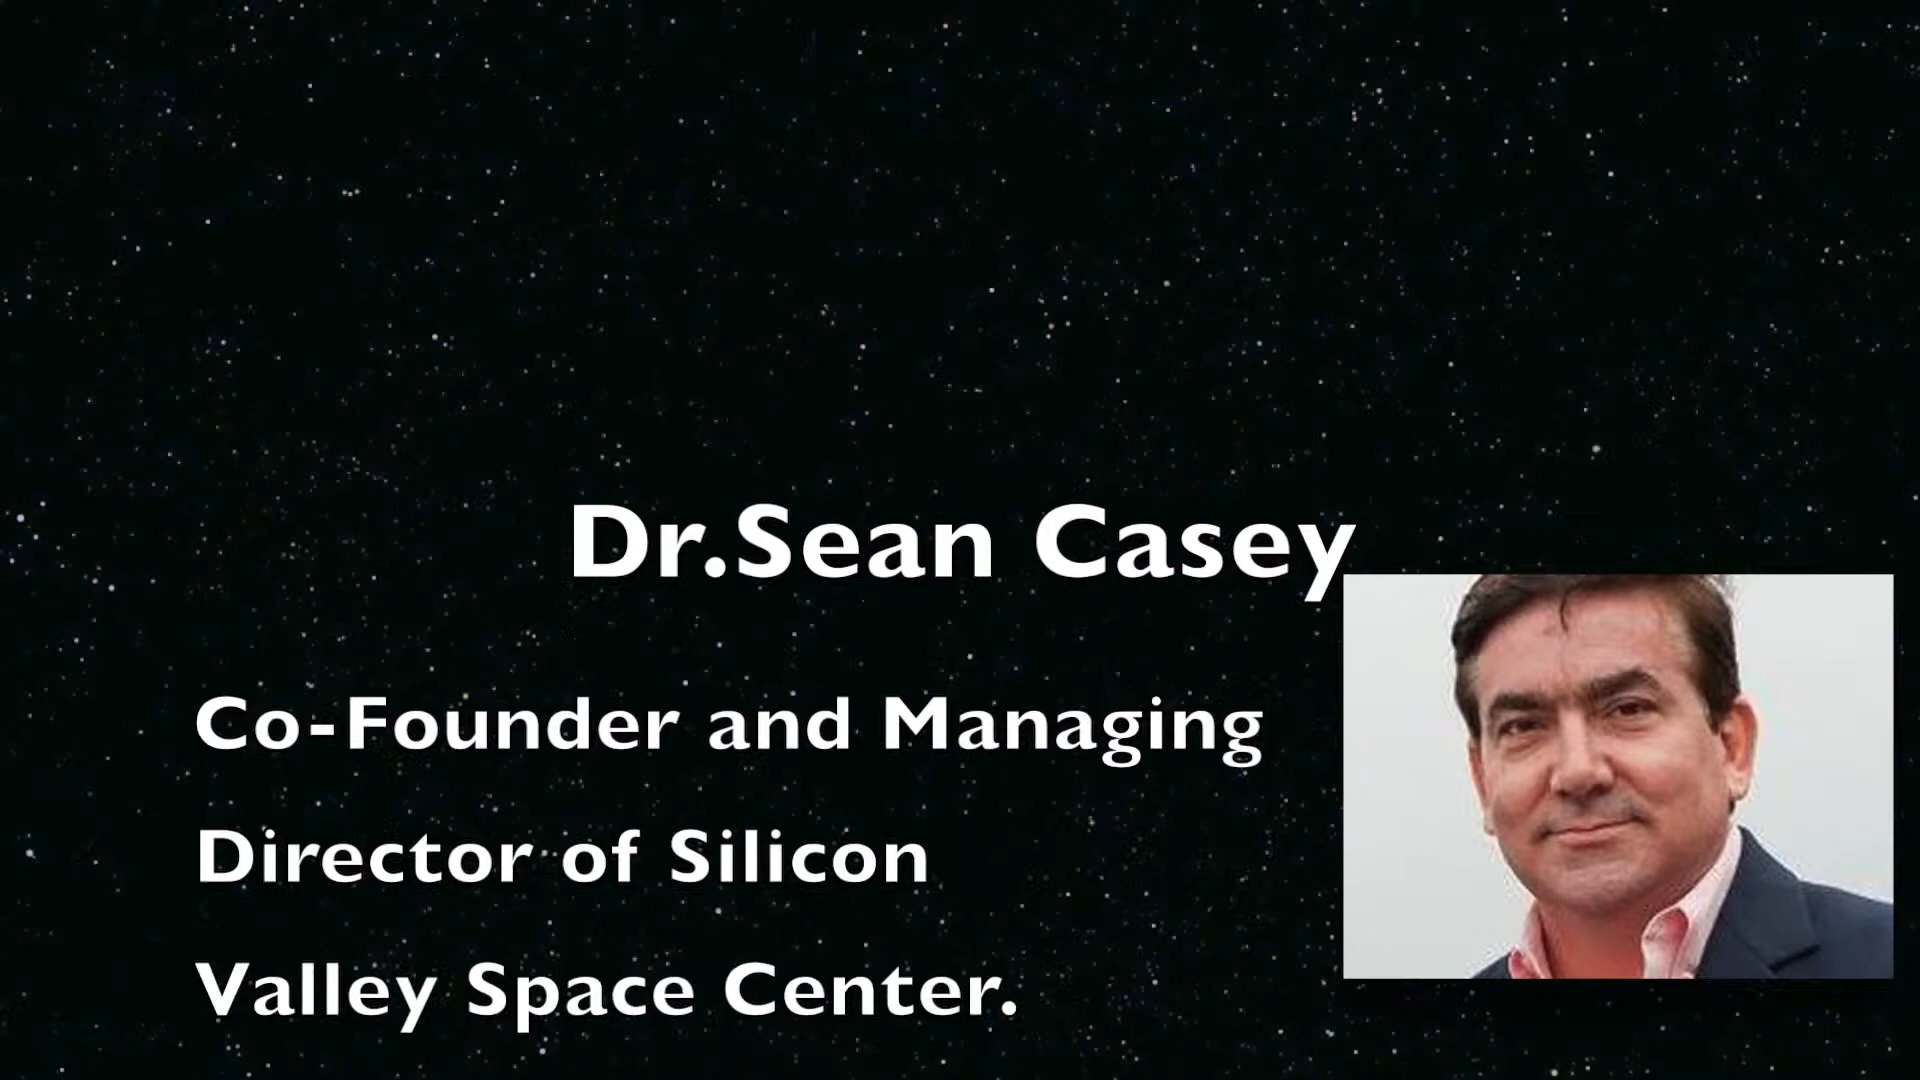 Dr.Sean Casey
Co-Founder and Managing
Director of Silicon
Valley Space Center.